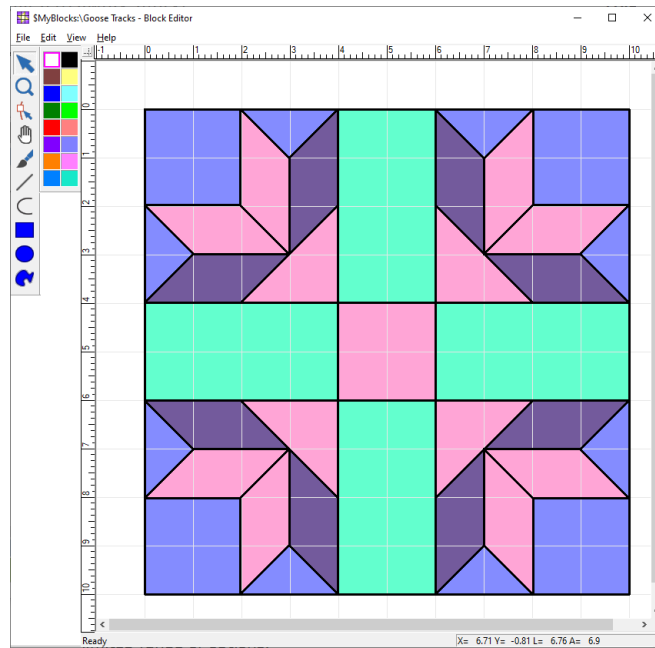 $MyBlocks:\Goose Tracks - Block Editor
File Edit View Help
-1 0 1 2 3 4 5 6 7 8 9 10
0
1
2
3
4
5
6
7
8
9
10
Ready X= 6.71 Y= -0.81 L= 6.76 A= 6.9